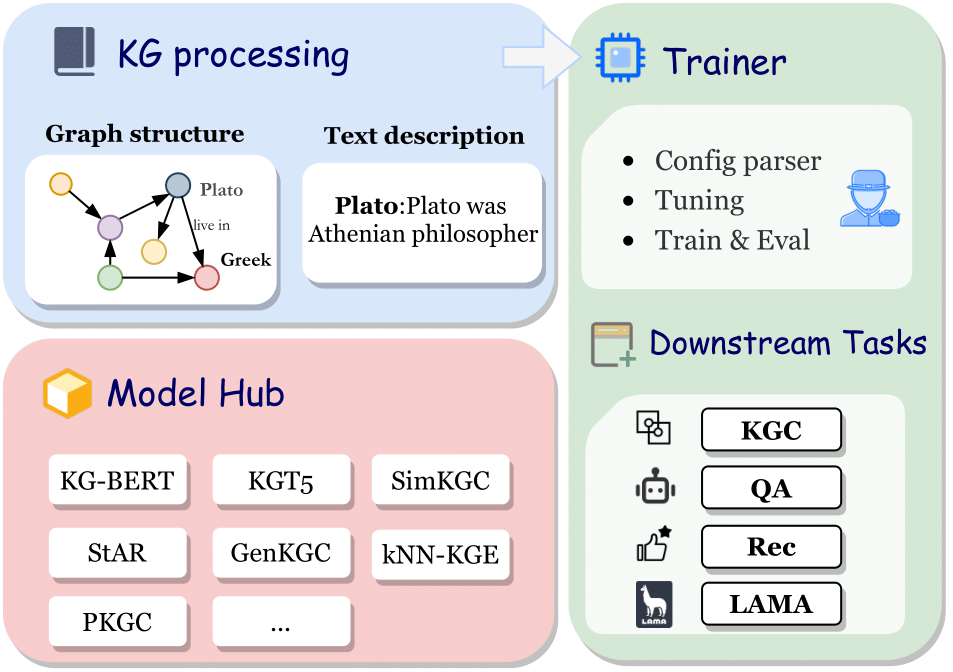 KG processing
Graph structure
Plato
live in
Greek
Text description
Plato:Plato was
Athenian philosopher
Trainer
Config parser
Tuning
Train & Eval
Model Hub
KG-BERT
KGT5
SimKGC
StAR
GenKGC
kNN-KGE
PKGC
...
Downstream Tasks
KGC
QA
Rec
LAMA
LAMA